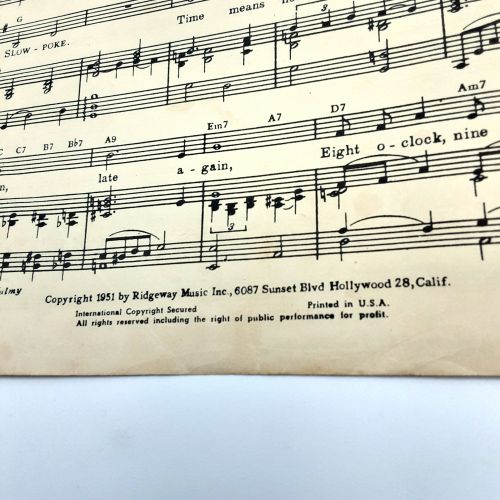 G
Time means
SLOW-POKE.
C7 B7 Bb7 A9 Em7 A7 D7 Am7
late a-gain, Eight o-clock, nine
3
3
Copyright 1951 by Ridgeway Music Inc., 6087 Sunset Blvd Hollywood 28, Calif.
International Copyright Secured Printed in U.S.A.
All rights reserved including the right of public performance for profit.